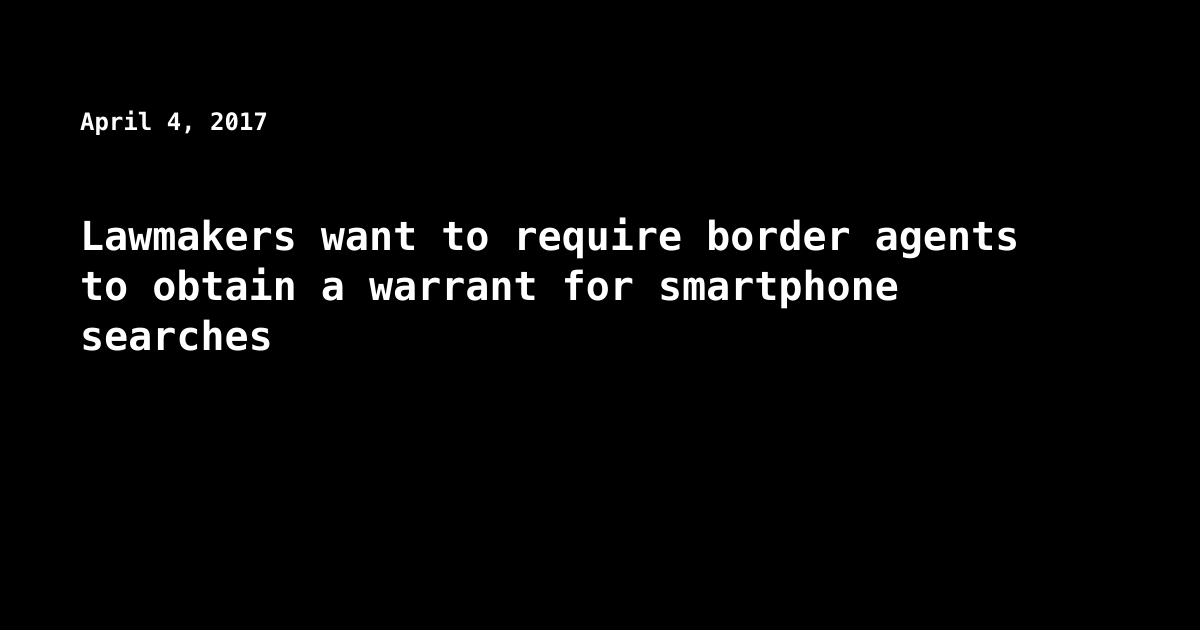 April 4, 2017
Lawmakers want to require border agents
to obtain a warrant for smartphone
searches